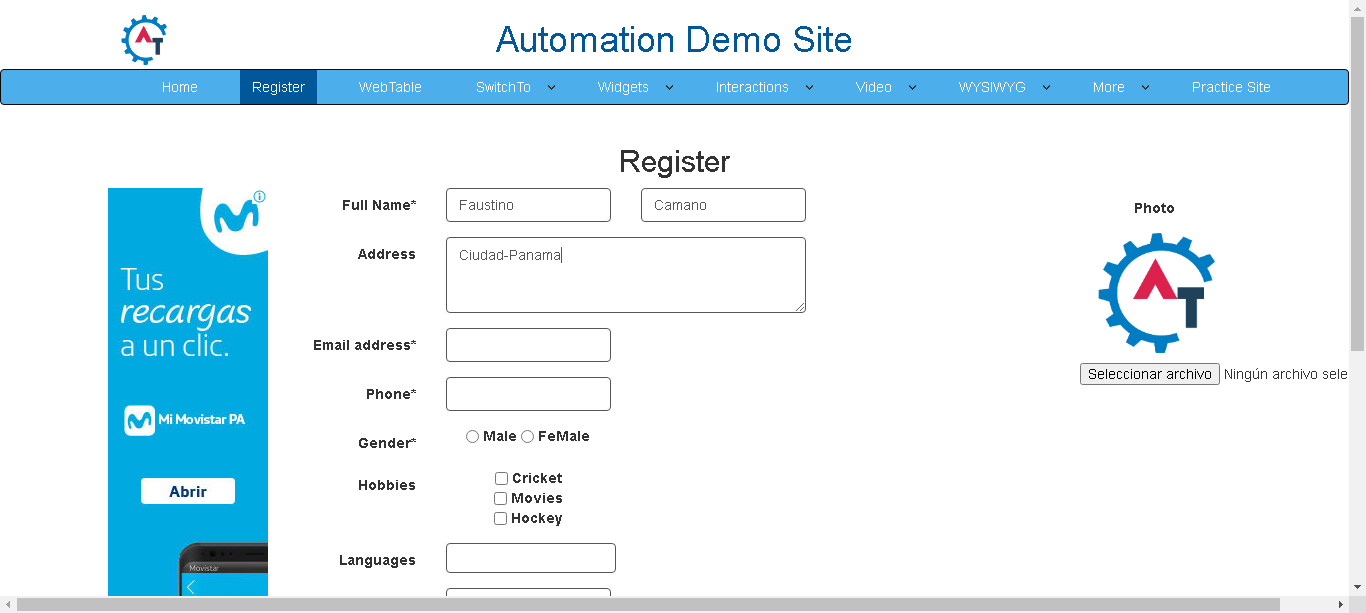 AT
Automation Demo Site
Home Register WebTable SwitchTo Widgets Interactions Video WYSIWYG More Practice Site
Register
Tus
recargas
a un clic.
Mi Movistar PA
Abrir
Movistar
Full Name* Faustino Camano
Address Ciudad-Panama
Email address*
Phone*
Gender* Male FeMale
Hobbies Cricket
Movies
Hockey
Languages
Photo
AT
Seleccionar archivo Ningún archivo sele